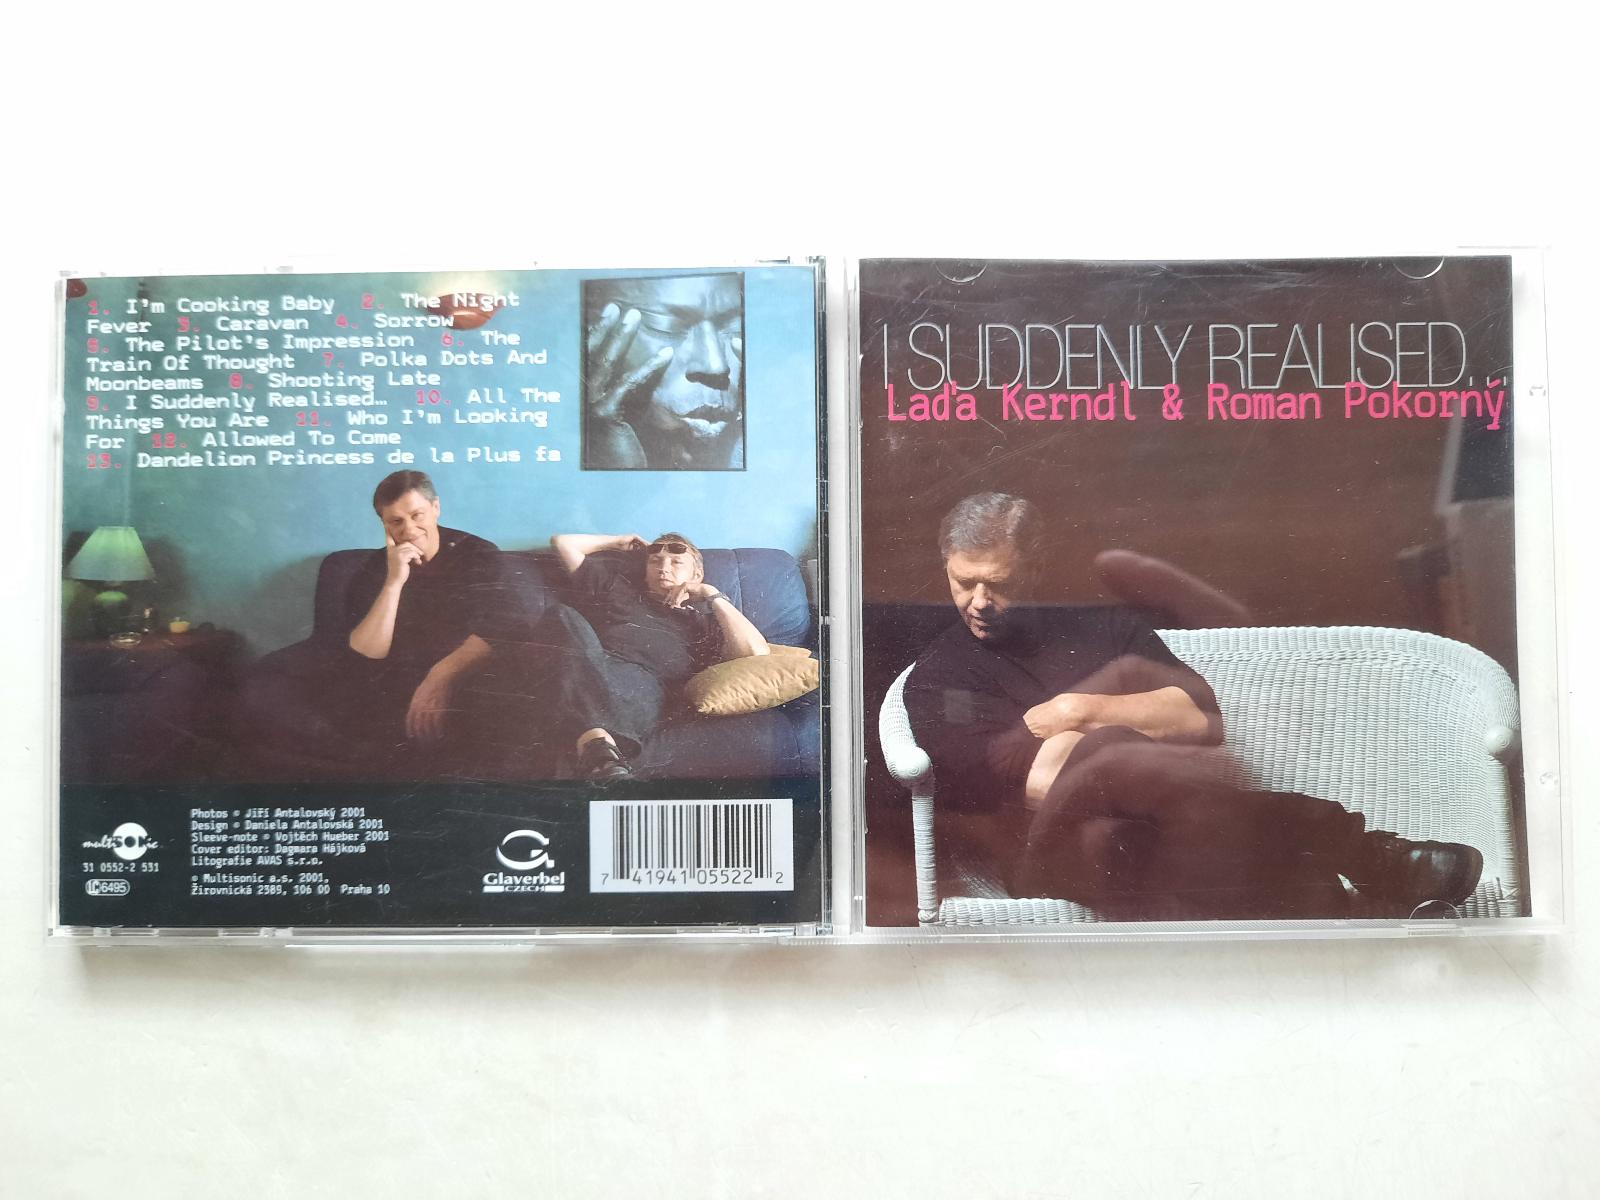 1. I'm Cooking Baby 2. The Night
Fever 3. Caravan 4. Sorrow
5. The Pilot's Impression 6. The
Train Of Thought 7. Polka Dots And
Moonbeams 8. Shooting Late
9. I Suddenly Realised… 10. All The
Things You Are 11. Who I'm Looking
For 12. Allowed To Come
13. Dandelion Princess de la Plus fa
multiSONic
31 0552-2 531
LC 6495
Photos © Jiří Antalovský 2001
Design © Daniela Antalovská 2001
Sleeve-note © Vojtěch Hueber 2001
Cover editor: Dagmara Hájková
Litografie AVAS s.r.o.
© Multisonic a.s. 2001,
Žirovnická 2389, 106 00 Praha 10
Glaverbel
CZECH
7 41941 05522 2
I SUDDENLY REALISED...
Laďa Kerndl & Roman Pokorný